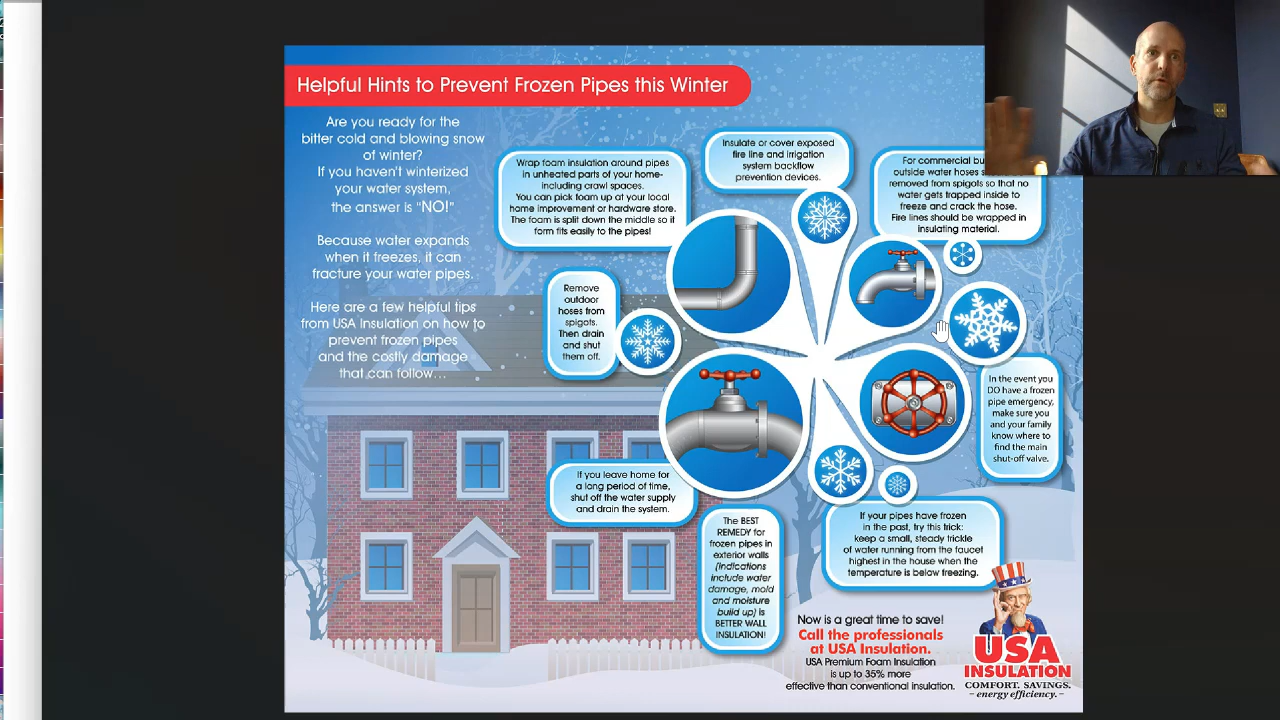 Helpful Hints to Prevent Frozen Pipes this Winter
Are you ready for the
bitter cold and blowing snow
of winter?
If you haven't winterized
your water system,
the answer is "NO!"
Because water expands
when it freezes, it can
fracture your water pipes.
Here are a few helpful tips
from USA Insulation on how to
prevent frozen pipes
and the costly damage
that can follow...
Wrap foam insulation around pipes
in unheated parts of your home-
including crawl spaces.
You can pick foam up at your local
home improvement or hardware store.
The foam is split down the middle so it
form fits easily to the pipes!
Insulate or cover exposed
fire line and irrigation
system backflow
prevention devices.
For commercial
outside water hoses
removed from spigots so that no
water gets trapped inside to
freeze and crack the hose.
Fire lines should be wrapped in
insulating material.
Remove
outdoor
hoses from
spigots.
Then drain
and shut
them off.
In the event you
DO have a frozen
pipe emergency,
make sure you
and your family
know where to
find the main
shut-off valve.
If you leave home for
a long period of time,
shut off the water supply
and drain the system.
The BEST
REMEDY for
frozen pipes in
exterior walls
(indications
include water
damage, mold
and moisture
build up) is
BETTER WALL
INSULATION!
If your pipes have frozen
in the past, try this trick:
keep a small, steady trickle
of water running from the faucet
highest in the house when the
temperature is below freezing.
Now is a great time to save!
Call the professionals
at USA Insulation.
USA Premium Foam Insulation
is up to 35% more
effective than conventional insulation.
USA
INSULATION
COMFORT. SAVINGS.
- energy efficiency. -